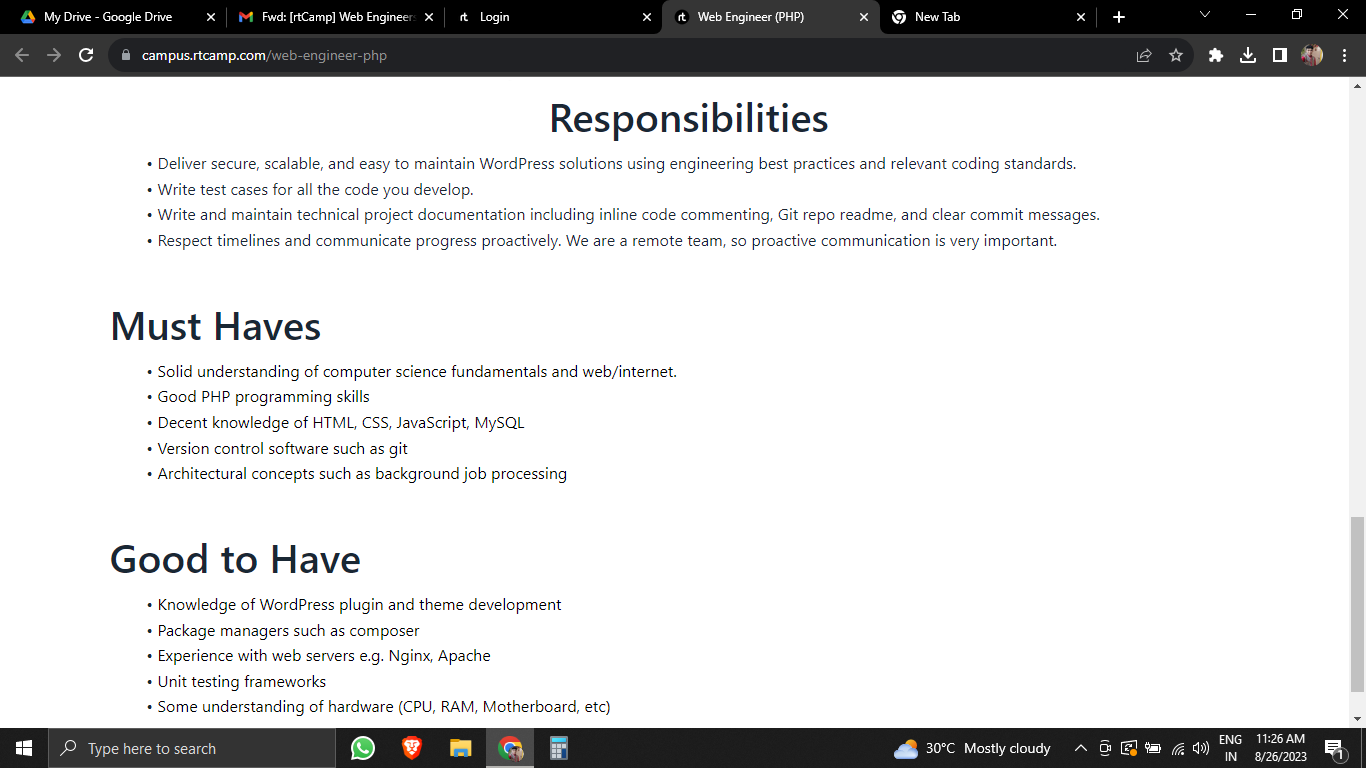 My Drive - Google Drive
Fwd: [rtCamp] Web Engineer
rt Login
rt Web Engineer (PHP)
New Tab
campus.rtcamp.com/web-engineer-php
Responsibilities
• Deliver secure, scalable, and easy to maintain WordPress solutions using engineering best practices and relevant coding standards.
• Write test cases for all the code you develop.
• Write and maintain technical project documentation including inline code commenting, Git repo readme, and clear commit messages.
• Respect timelines and communicate progress proactively. We are a remote team, so proactive communication is very important.
Must Haves
• Solid understanding of computer science fundamentals and web/internet.
• Good PHP programming skills
• Decent knowledge of HTML, CSS, JavaScript, MySQL
• Version control software such as git
• Architectural concepts such as background job processing
Good to Have
• Knowledge of WordPress plugin and theme development
• Package managers such as composer
• Experience with web servers e.g. Nginx, Apache
• Unit testing frameworks
• Some understanding of hardware (CPU, RAM, Motherboard, etc)
Type here to search
30°C Mostly cloudy
ENG
IN
11:26 AM
8/26/2023
1